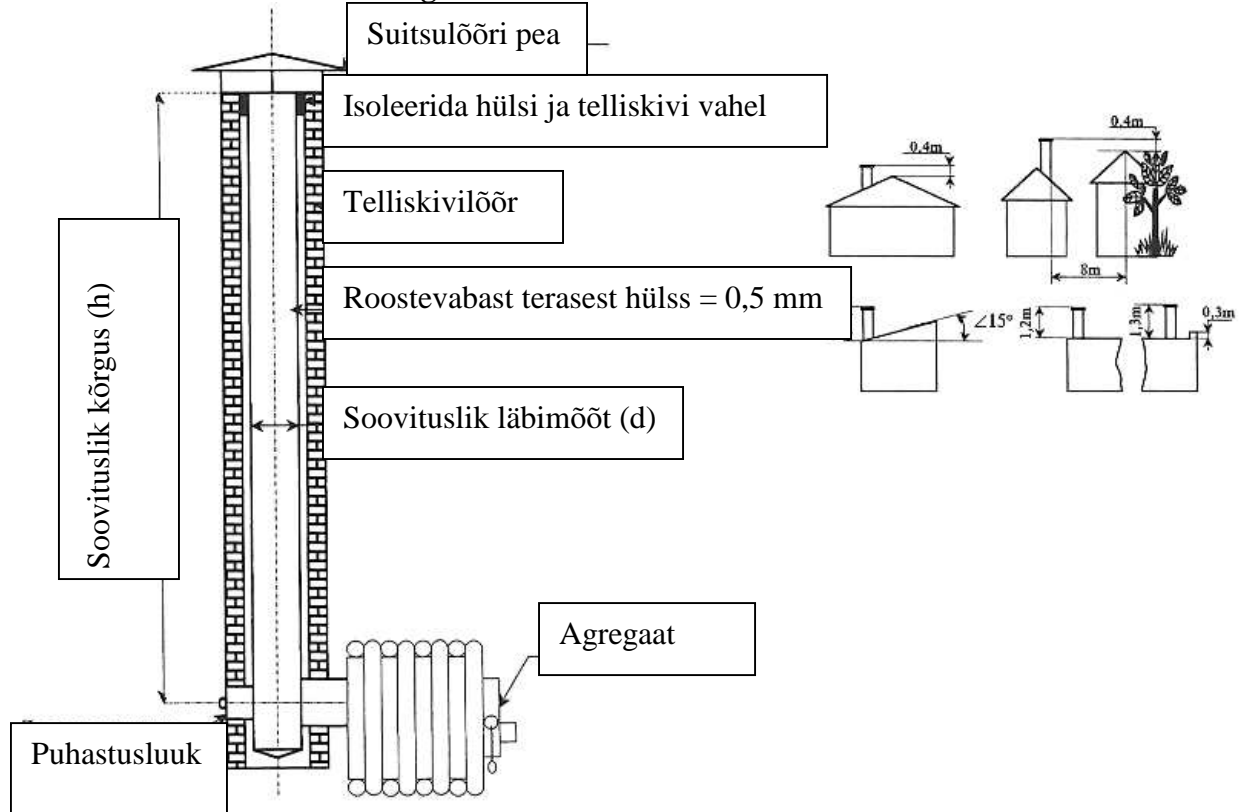 Suitsulõõri pea
Isoleerida hülsi ja telliskivi vahel
Telliskivilõõr
Roostevabast terasest hülss = 0,5 mm
Soovituslik kõrgus (h)
Soovituslik läbimõõt (d)
Agregaat
Puhastusluuk
0,4m
0,4m
8m
1,2m
∠15°
1,3m
0,3m